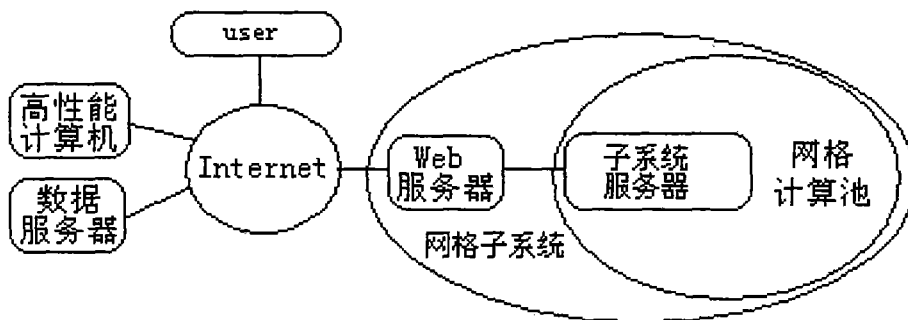 user
高性能
计算机
Internet
数据
服务器
Web
服务器
子系统
服务器
网格
计算池
网格子系统